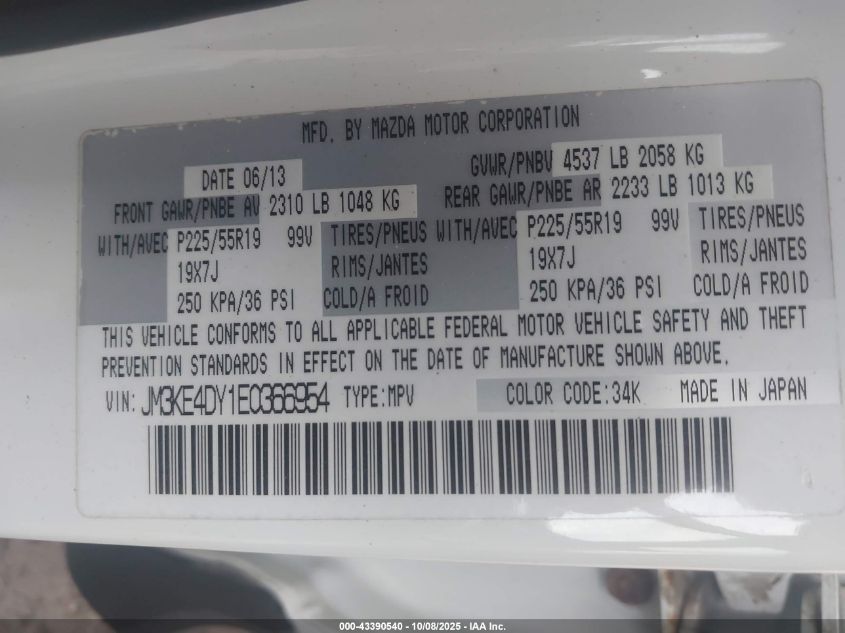 MFD. BY MAZDA MOTOR CORPORATION
DATE 06/13 GVWR/PNBV 4537 LB 2058 KG
FRONT GAWR/PNBE AV 2310 LB 1048 KG REAR GAWR/PNBE AR 2233 LB 1013 KG
WITH/AVEC P225/55R19 99V TIRES/PNEUS WITH/AVEC P225/55R19 99V TIRES/PNEUS
19X7J RIMS/JANTES 19X7J RIMS/JANTES
250 KPA/36 PSI COLD/A FROID 250 KPA/36 PSI COLD/A FROID
THIS VEHICLE CONFORMS TO ALL APPLICABLE FEDERAL MOTOR VEHICLE SAFETY AND THEFT
PREVENTION STANDARDS IN EFFECT ON THE DATE OF MANUFACTURE SHOWN ABOVE.
VIN: JM3KE4DY1E0366954 TYPE:MPV COLOR CODE:34K MADE IN JAPAN
000-43390540 - 10/08/2025 - IAA Inc.